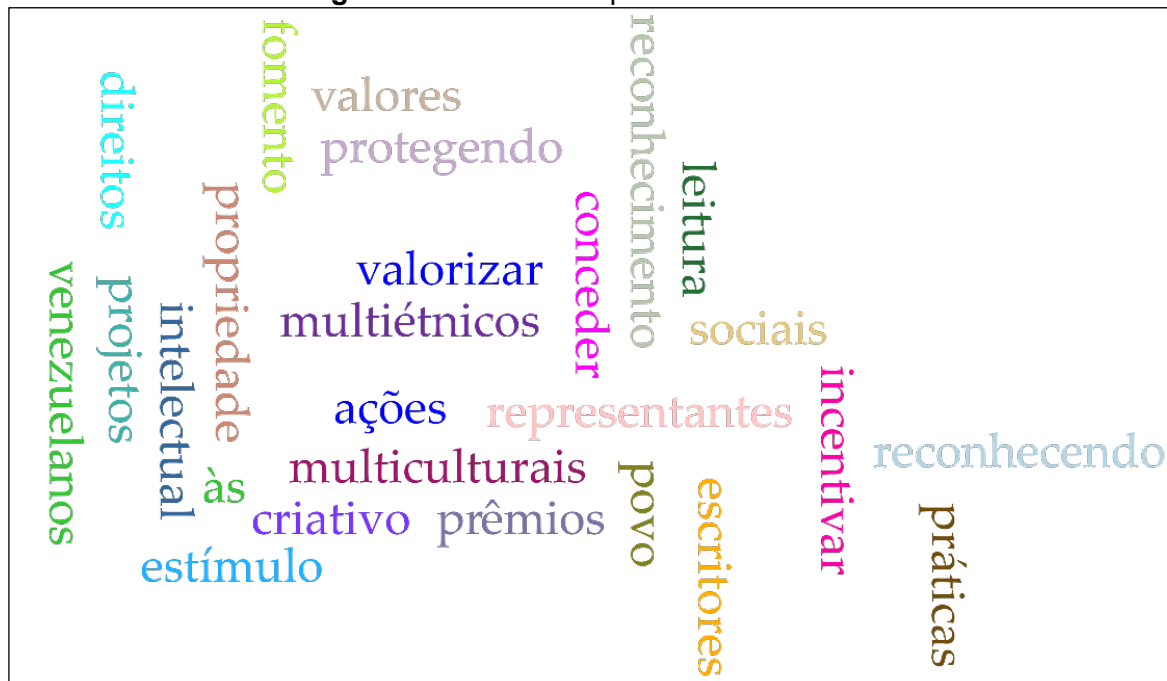 fomento
reconhecimento
direitos
valores
protegendo
leitura
propriedade
conceder
valorizar
venezuelanos
projetos
intelectual
multiétnicos
sociais
incentivar
ações
representantes
reconhecendo
multiculturais
povo
às
escritores
criativo
prêmios
práticas
estímulo